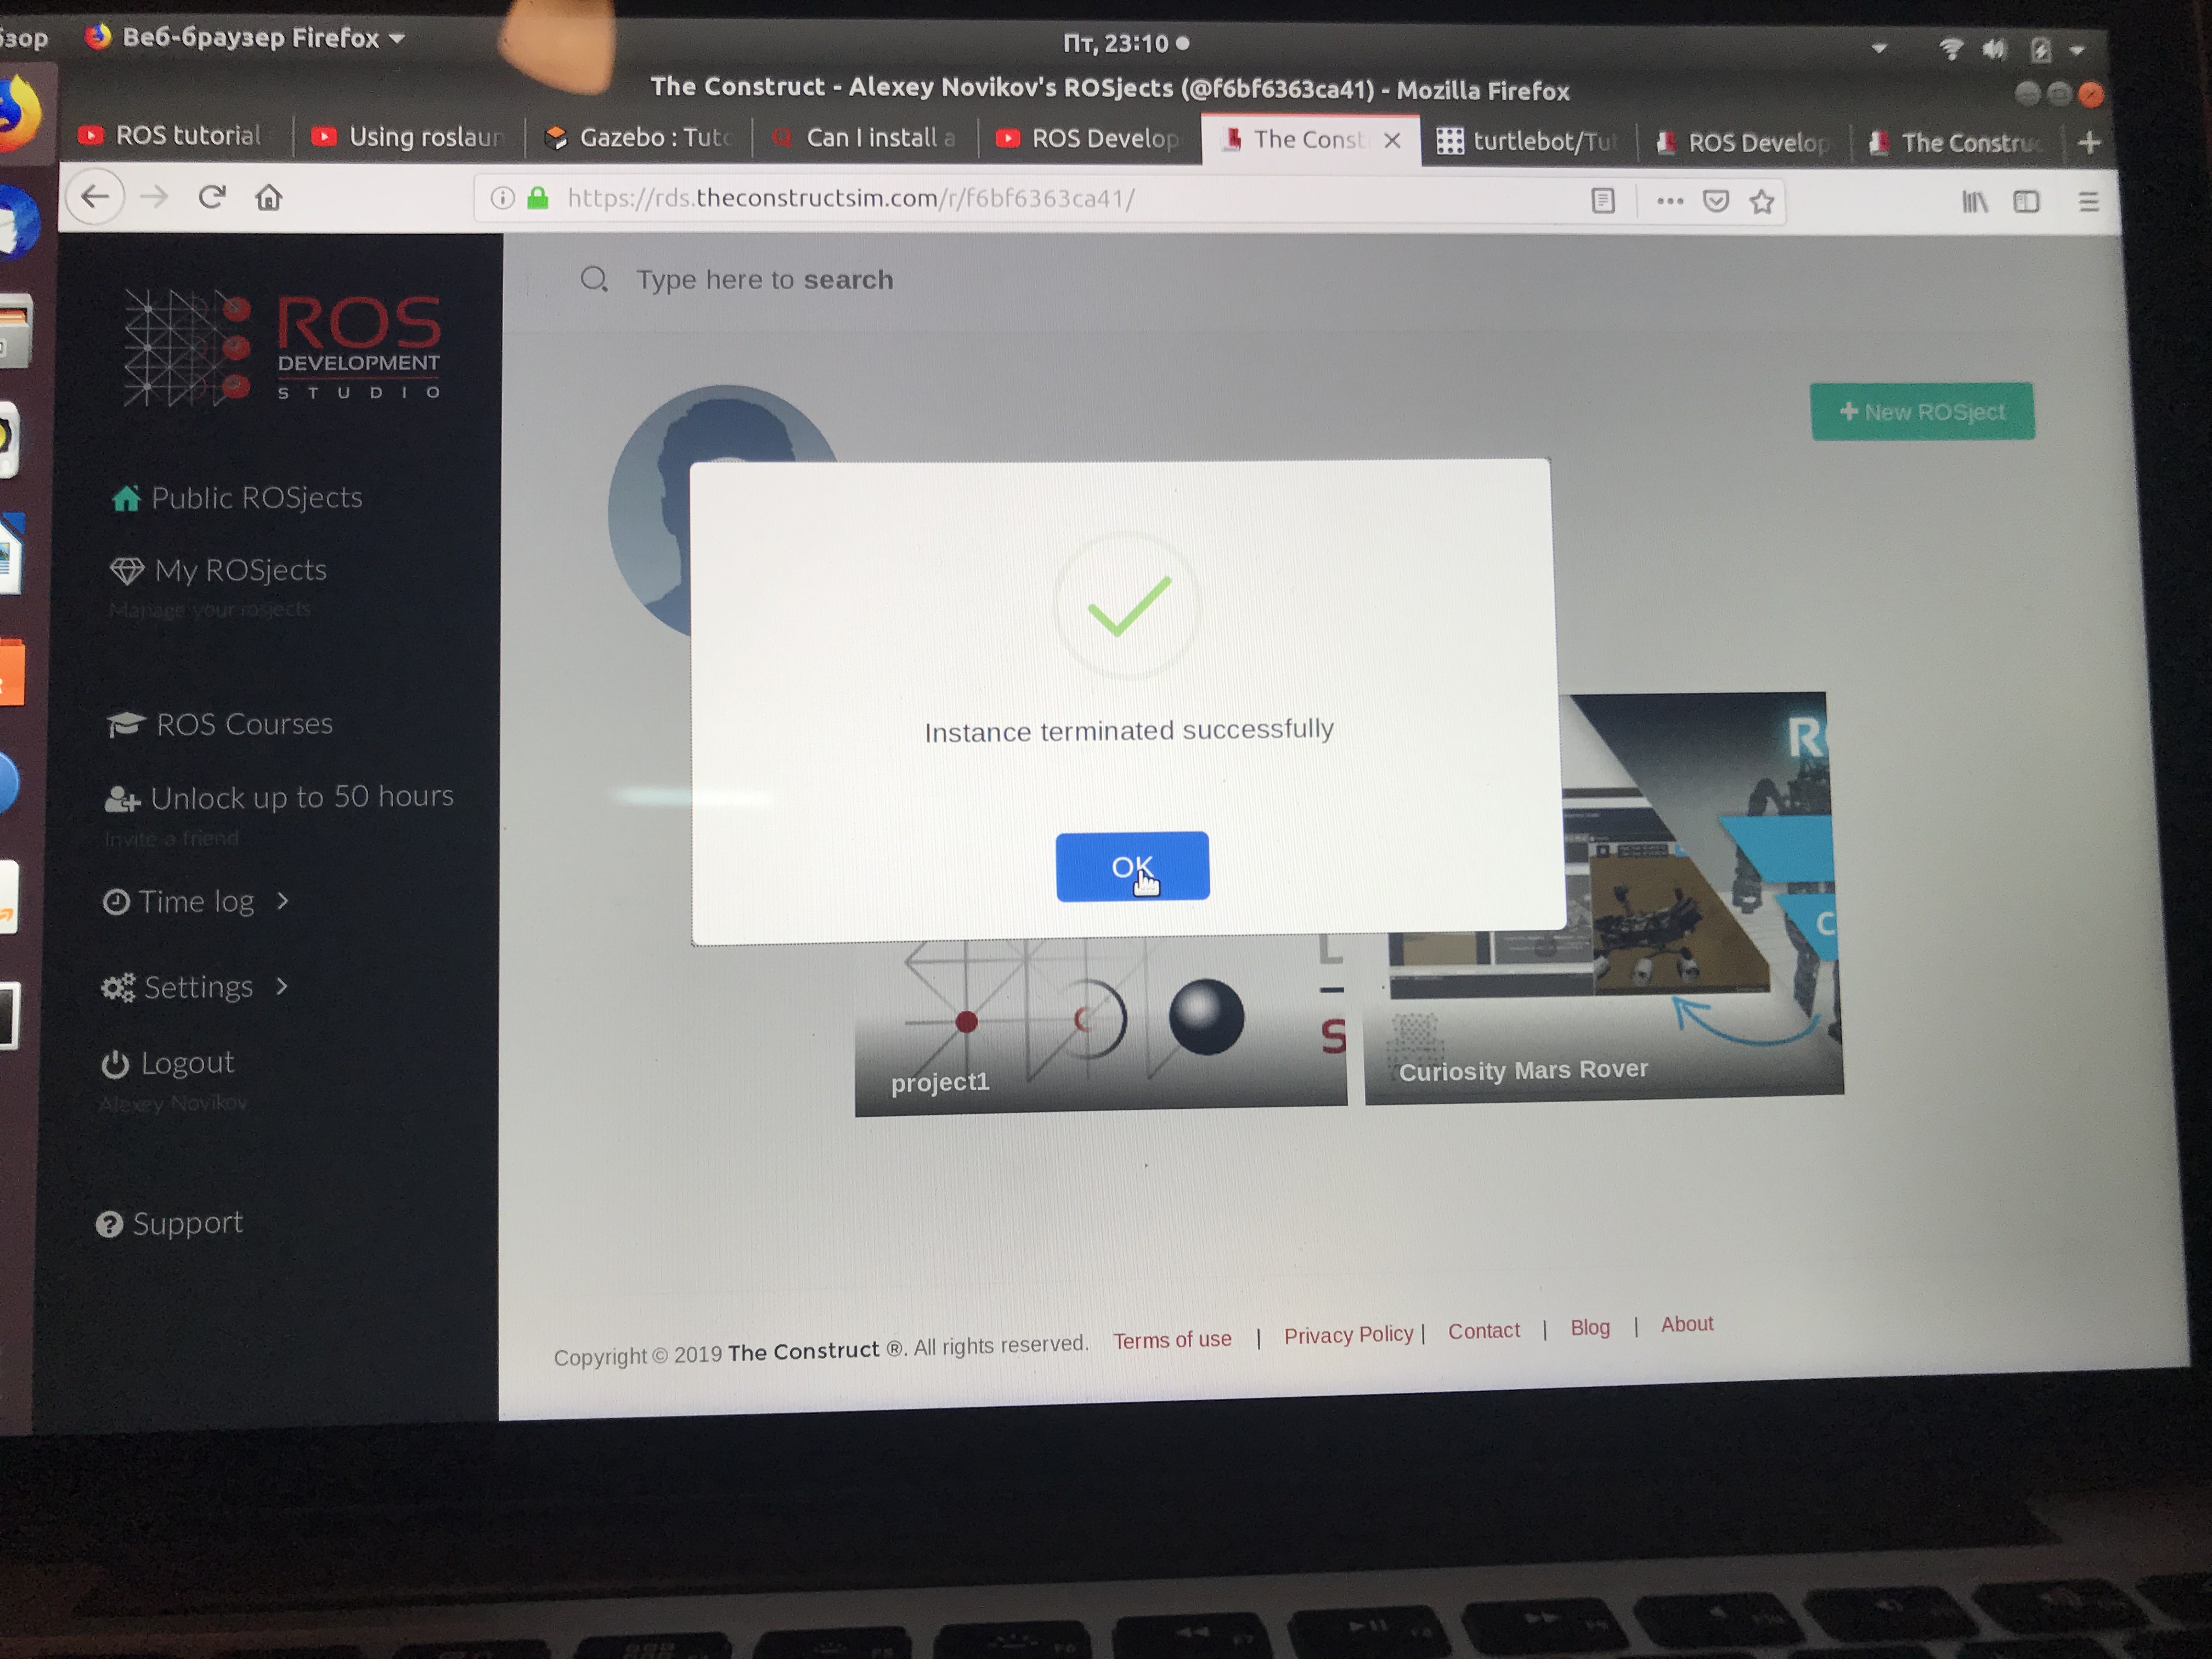 Веб-браузер Firefox
Пт, 23:10
The Construct - Alexey Novikov's ROSjects (@f6bf6363ca41) - Mozilla Firefox
ROS tutorial
Using roslaun
Gazebo : Tuto
Can I install a
ROS Develop
The Const
turtlebot/Tut
ROS Develop
The Construc
https://rds.theconstructsim.com/r/f6bf6363ca41/
ROS
DEVELOPMENT
STUDIO
Type here to search
+ New ROSject
Public ROSjects
My ROSjects
Manage your rosjects
ROS Courses
Unlock up to 50 hours
Invite a friend
Time log
Settings
Logout
Alexey Novikov
Support
Instance terminated successfully
OK
project1
Curiosity Mars Rover
Copyright © 2019 The Construct ®. All rights reserved. Terms of use | Privacy Policy | Contact | Blog | About